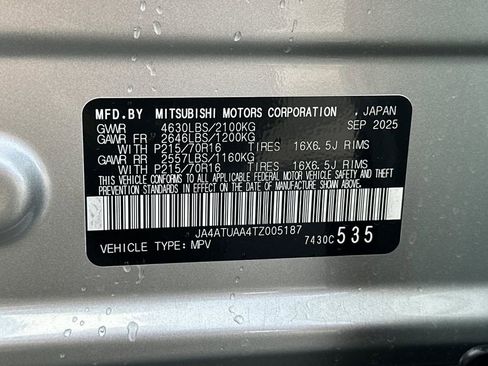 MFD.BY MITSUBISHI MOTORS CORPORATION , JAPAN
GVWR 4630LBS/2100KG SEP 2025
GAWR FR 2646LBS/1200KG
WITH P215/70R16 TIRES 16X6.5J RIMS
GAWR RR 2557LBS/1160KG
WITH P215/70R16 TIRES 16X6.5J RIMS
THIS VEHICLE CONFORMS TO ALL APPLICABLE U.S. FEDERAL MOTOR VEHICLE SAFETY, BUMPER, AND THEFT
PREVENTION STANDARDS IN EFFECT ON THE DATE OF MANUFACTURE SHOWN ABOVE.
JA4ATUAA4TZ005187
VEHICLE TYPE: MPV 7430C 535